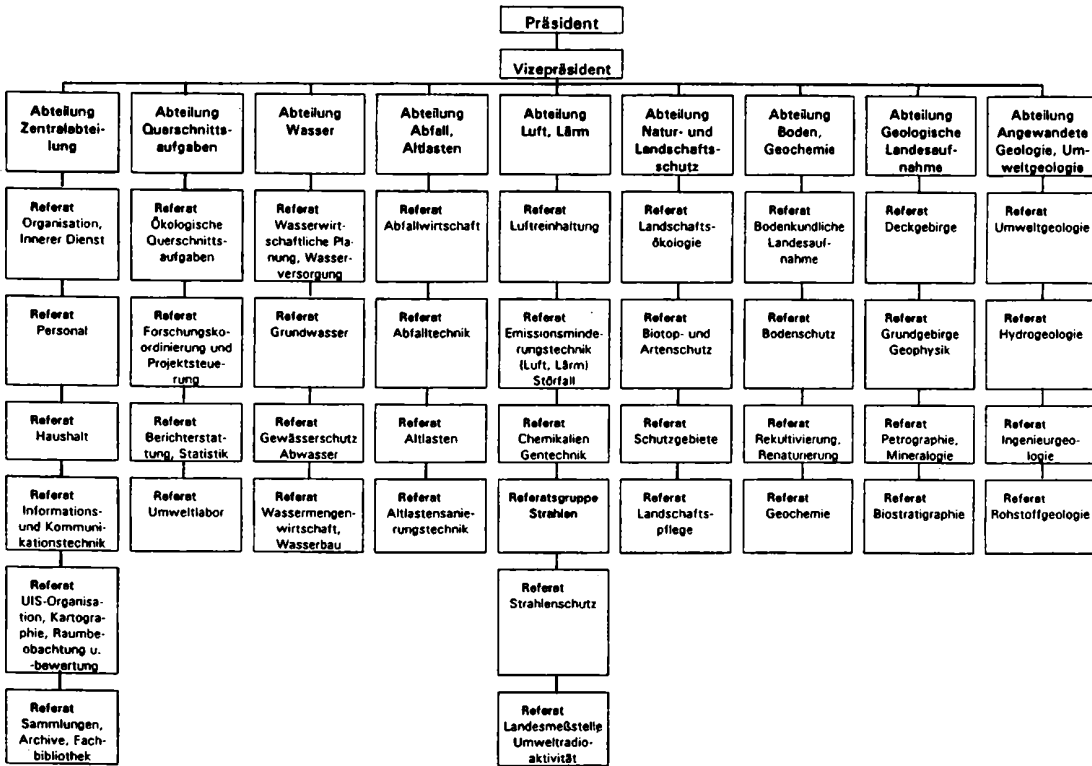 Präsident
Vizepräsident
Abteilung
Zentralabtei-
lung
Abteilung
Querschnitts-
aufgaben
Abteilung
Wasser
Abteilung
Abfall,
Altlasten
Abteilung
Luft, Lärm
Abteilung
Natur- und
Landschafts-
schutz
Abteilung
Boden,
Geochemie
Abteilung
Geologische
Landesauf-
nahme
Abteilung
Angewandete
Geologie, Um-
weltgeologie
Referat
Organisation,
Innerer Dienst
Referat
Ökologische
Querschnitts-
aufgaben
Referat
Wasserwirt-
schaftliche Pla-
nung, Wasser-
versorgung
Referat
Abfallwirtschaft
Referat
Luftreinhaltung
Referat
Landschafts-
ökologie
Referat
Bodenkundliche
Landesauf-
nahme
Referat
Deckgebirge
Referat
Umweltgeologie
Referat
Personal
Referat
Forschungsko-
ordinierung und
Projektsteue-
rung
Referat
Grundwasser
Referat
Abfalltechnik
Referat
Emissionsmind-
erungstechnik
(Luft, Lärm)
Störfall
Referat
Biotop- und
Artenschutz
Referat
Bodenschutz
Referat
Grundgebirge
Geophysik
Referat
Hydrogeologie
Referat
Haushalt
Referat
Berichterstat-
tung, Statistik
Referat
Gewässerschutz
Abwasser
Referat
Altlasten
Referat
Chemikalien
Gentechnik
Referat
Schutzgebiete
Referat
Rekultivierung,
Renaturierung
Referat
Petrographie,
Mineralogie
Referat
Ingenieurgeo-
logie
Referat
Informations-
und Kommuni-
kationstechnik
Referat
Umweltlabor
Referat
Wassermengen-
wirtschaft,
Wasserbau
Referat
Altlastensanie-
rungstechnik
Referatsgruppe
Strahlen
Referat
Landschafts-
pflege
Referat
Geochemie
Referat
Biostratigraphie
Referat
Rohstoffgeologie
Referat
UIS-Organisa-
tion, Kartogra-
phie, Raumbe-
obachtung u.
-bewertung
Referat
Strahlenschutz
Referat
Sammlungen,
Archive, Fach-
bibliothek
Referat
Landesmeßstelle
Umweltradio-
aktivität